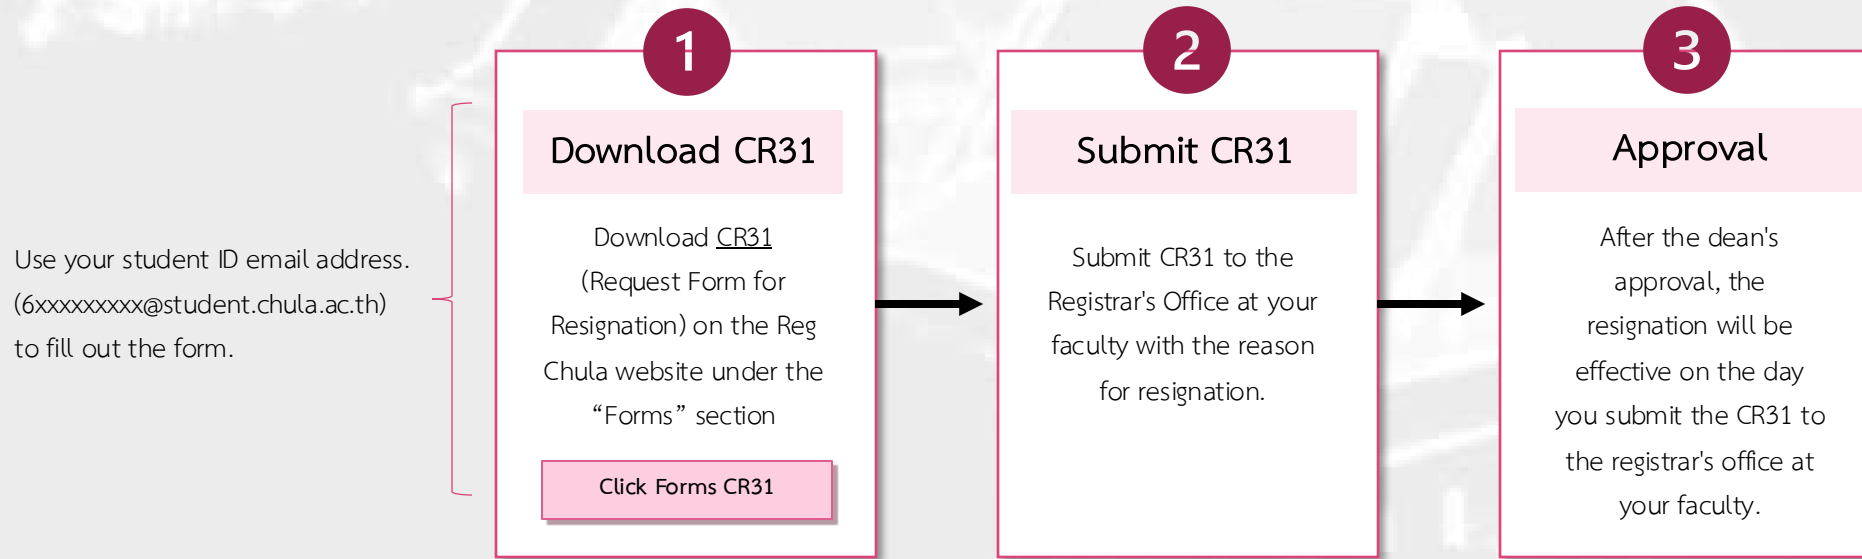 Use your student ID email address.
(6xxxxxxxxx@student.chula.ac.th)
to fill out the form.
1
Download CR31
Download CR31
(Request Form for
Resignation) on the Reg
Chula website under the
“Forms” section
Click Forms CR31
2
Submit CR31
Submit CR31 to the
Registrar's Office at your
faculty with the reason
for resignation.
3
Approval
After the dean's
approval, the
resignation will be
effective on the day
you submit the CR31 to
the registrar's office at
your faculty.